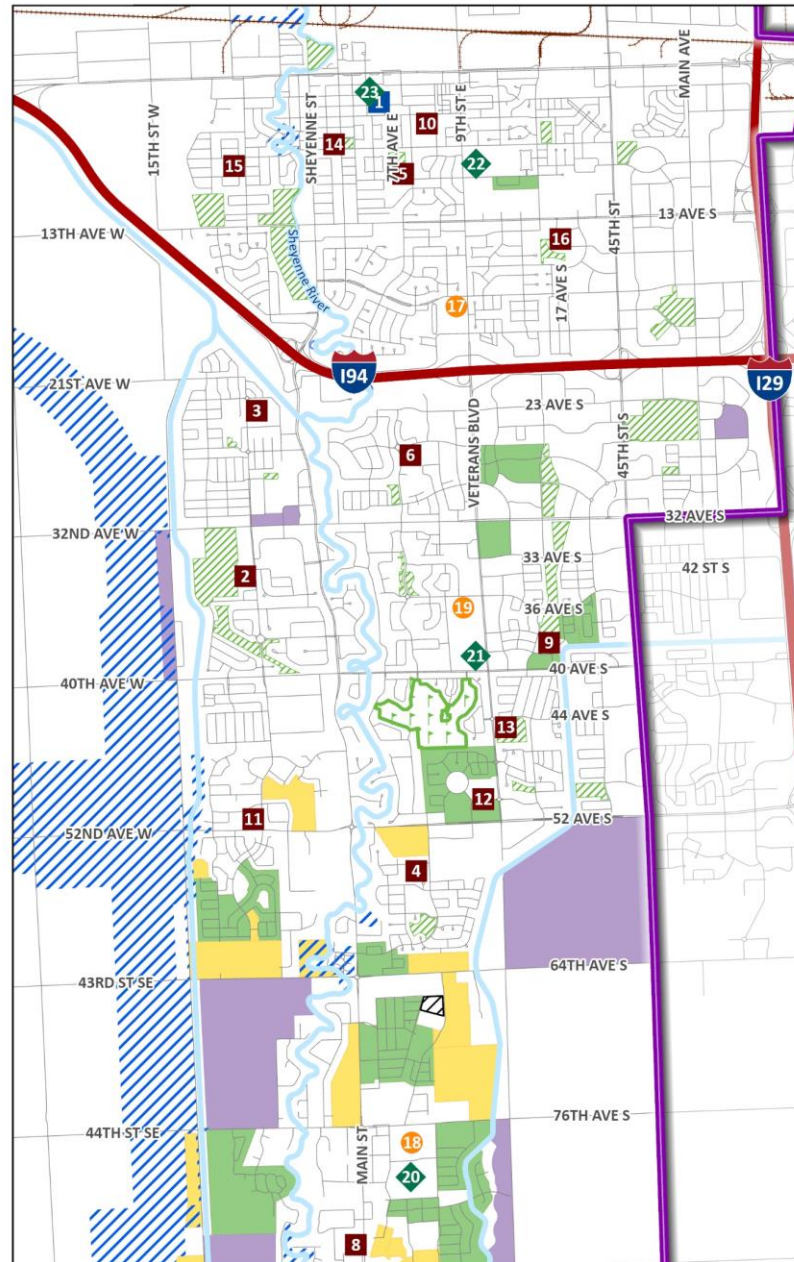 MAIN AVE
23
1
10
9TH ST E
15TH ST W
SHEYENNE ST
14
7TH AVE E
15
5
22
45TH ST
13 AVE S
13TH AVE W
16
Sheyenne River
17 AVE S
17
I94
I29
21ST AVE W
3
VETERANS BLVD
23 AVE S
6
45TH ST S
32 AVE S
32ND AVE W
33 AVE S
42 ST S
2
19
36 AVE S
9
21
40 AVE S
40TH AVE W
44 AVE S
13
12
11
52 AVE S
52ND AVE W
4
64TH AVE S
43RD ST SE
76TH AVE S
44TH ST SE
MAIN ST
18
20
8